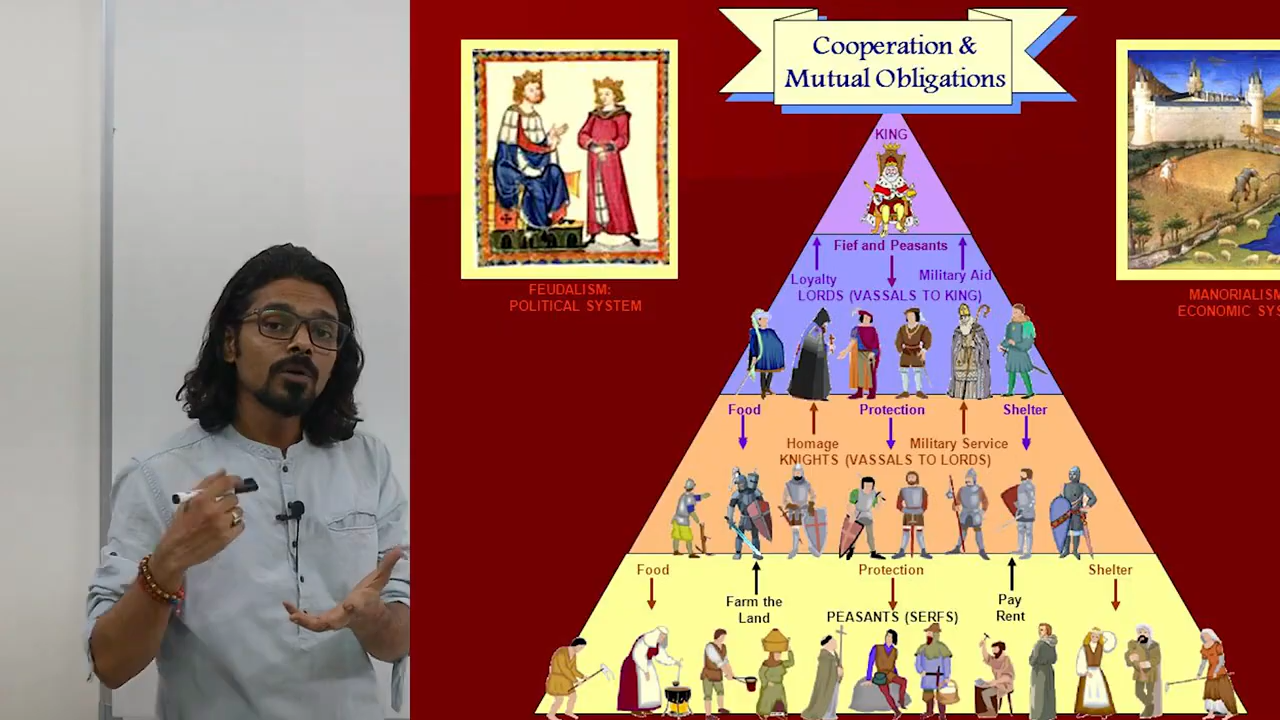 Cooperation &
Mutual Obligations
KING
Fief and Peasants
Loyalty
Military Aid
LORDS (VASSALS TO KING)
FEUDALISM:
POLITICAL SYSTEM
MANORIALISM
ECONOMIC SYS
Food
Protection
Shelter
Homage
Military Service
KNIGHTS (VASSALS TO LORDS)
Food
Protection
Shelter
Farm the
Land
Pay
Rent
PEASANTS (SERFS)